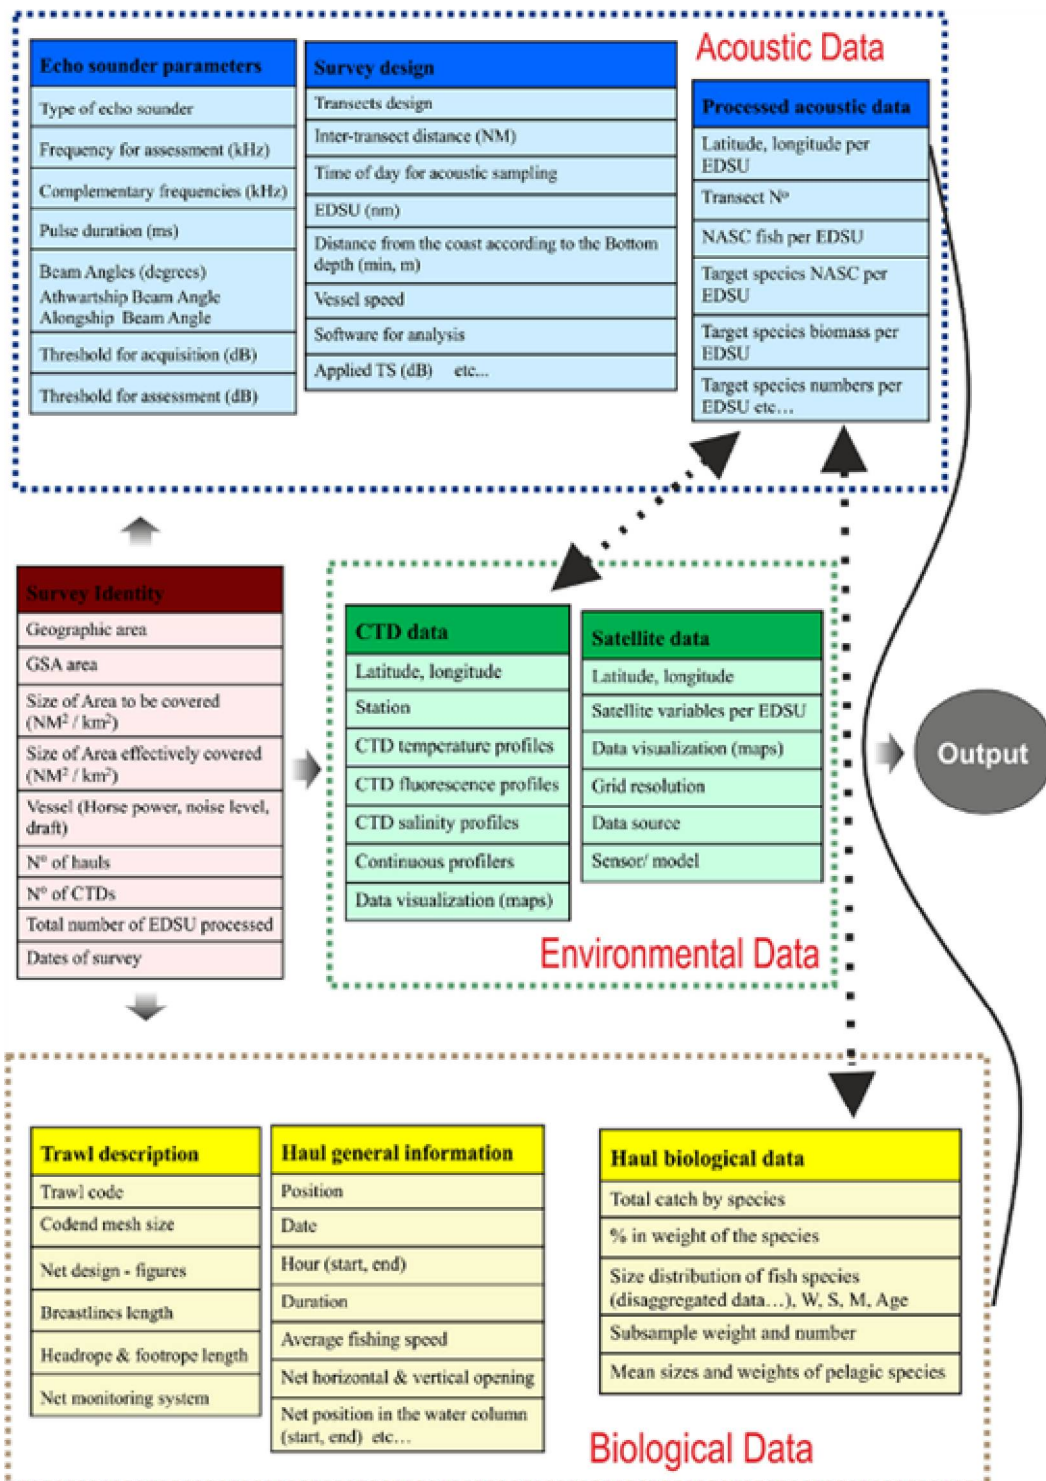 Acoustic Data
Echo sounder parameters
Type of echo sounder
Frequency for assessment (kHz)
Complementary frequencies (kHz)
Pulse duration (ms)
Beam Angles (degrees)
Athwartship Beam Angle
Alongship Beam Angle
Threshold for acquisition (dB)
Threshold for assessment (dB)
Survey design
Transects design
Inter-transect distance (NM)
Time of day for acoustic sampling
EDSU (nm)
Distance from the coast according to the Bottom
depth (min, m)
Vessel speed
Software for analysis
Applied TS (dB) etc...
Processed acoustic data
Latitude, longitude per
EDSU
Transect Nº
NASC fish per EDSU
Target species NASC per
EDSU
Target species biomass per
EDSU
Target species numbers per
EDSU etc…
Survey Identity
Geographic area
GSA area
Size of Area to be covered
(NM² / km²)
Size of Area effectively covered
(NM² / km²)
Vessel (Horse power, noise level,
draft)
Nº of hauls
Nº of CTDs
Total number of EDSU processed
Dates of survey
CTD data
Latitude, longitude
Station
CTD temperature profiles
CTD fluorescence profiles
CTD salinity profiles
Continuous profilers
Data visualization (maps)
Satellite data
Latitude, longitude
Satellite variables per EDSU
Data visualization (maps)
Grid resolution
Data source
Sensor/ model
Environmental Data
Output
Trawl description
Trawl code
Codend mesh size
Net design - figures
Breastlines length
Headrope & footrope length
Net monitoring system
Haul general information
Position
Date
Hour (start, end)
Duration
Average fishing speed
Net horizontal & vertical opening
Net position in the water column
(start, end) etc…
Haul biological data
Total catch by species
% in weight of the species
Size distribution of fish species
(disaggregated data…), W, S, M, Age
Subsample weight and number
Mean sizes and weights of pelagic species
Biological Data